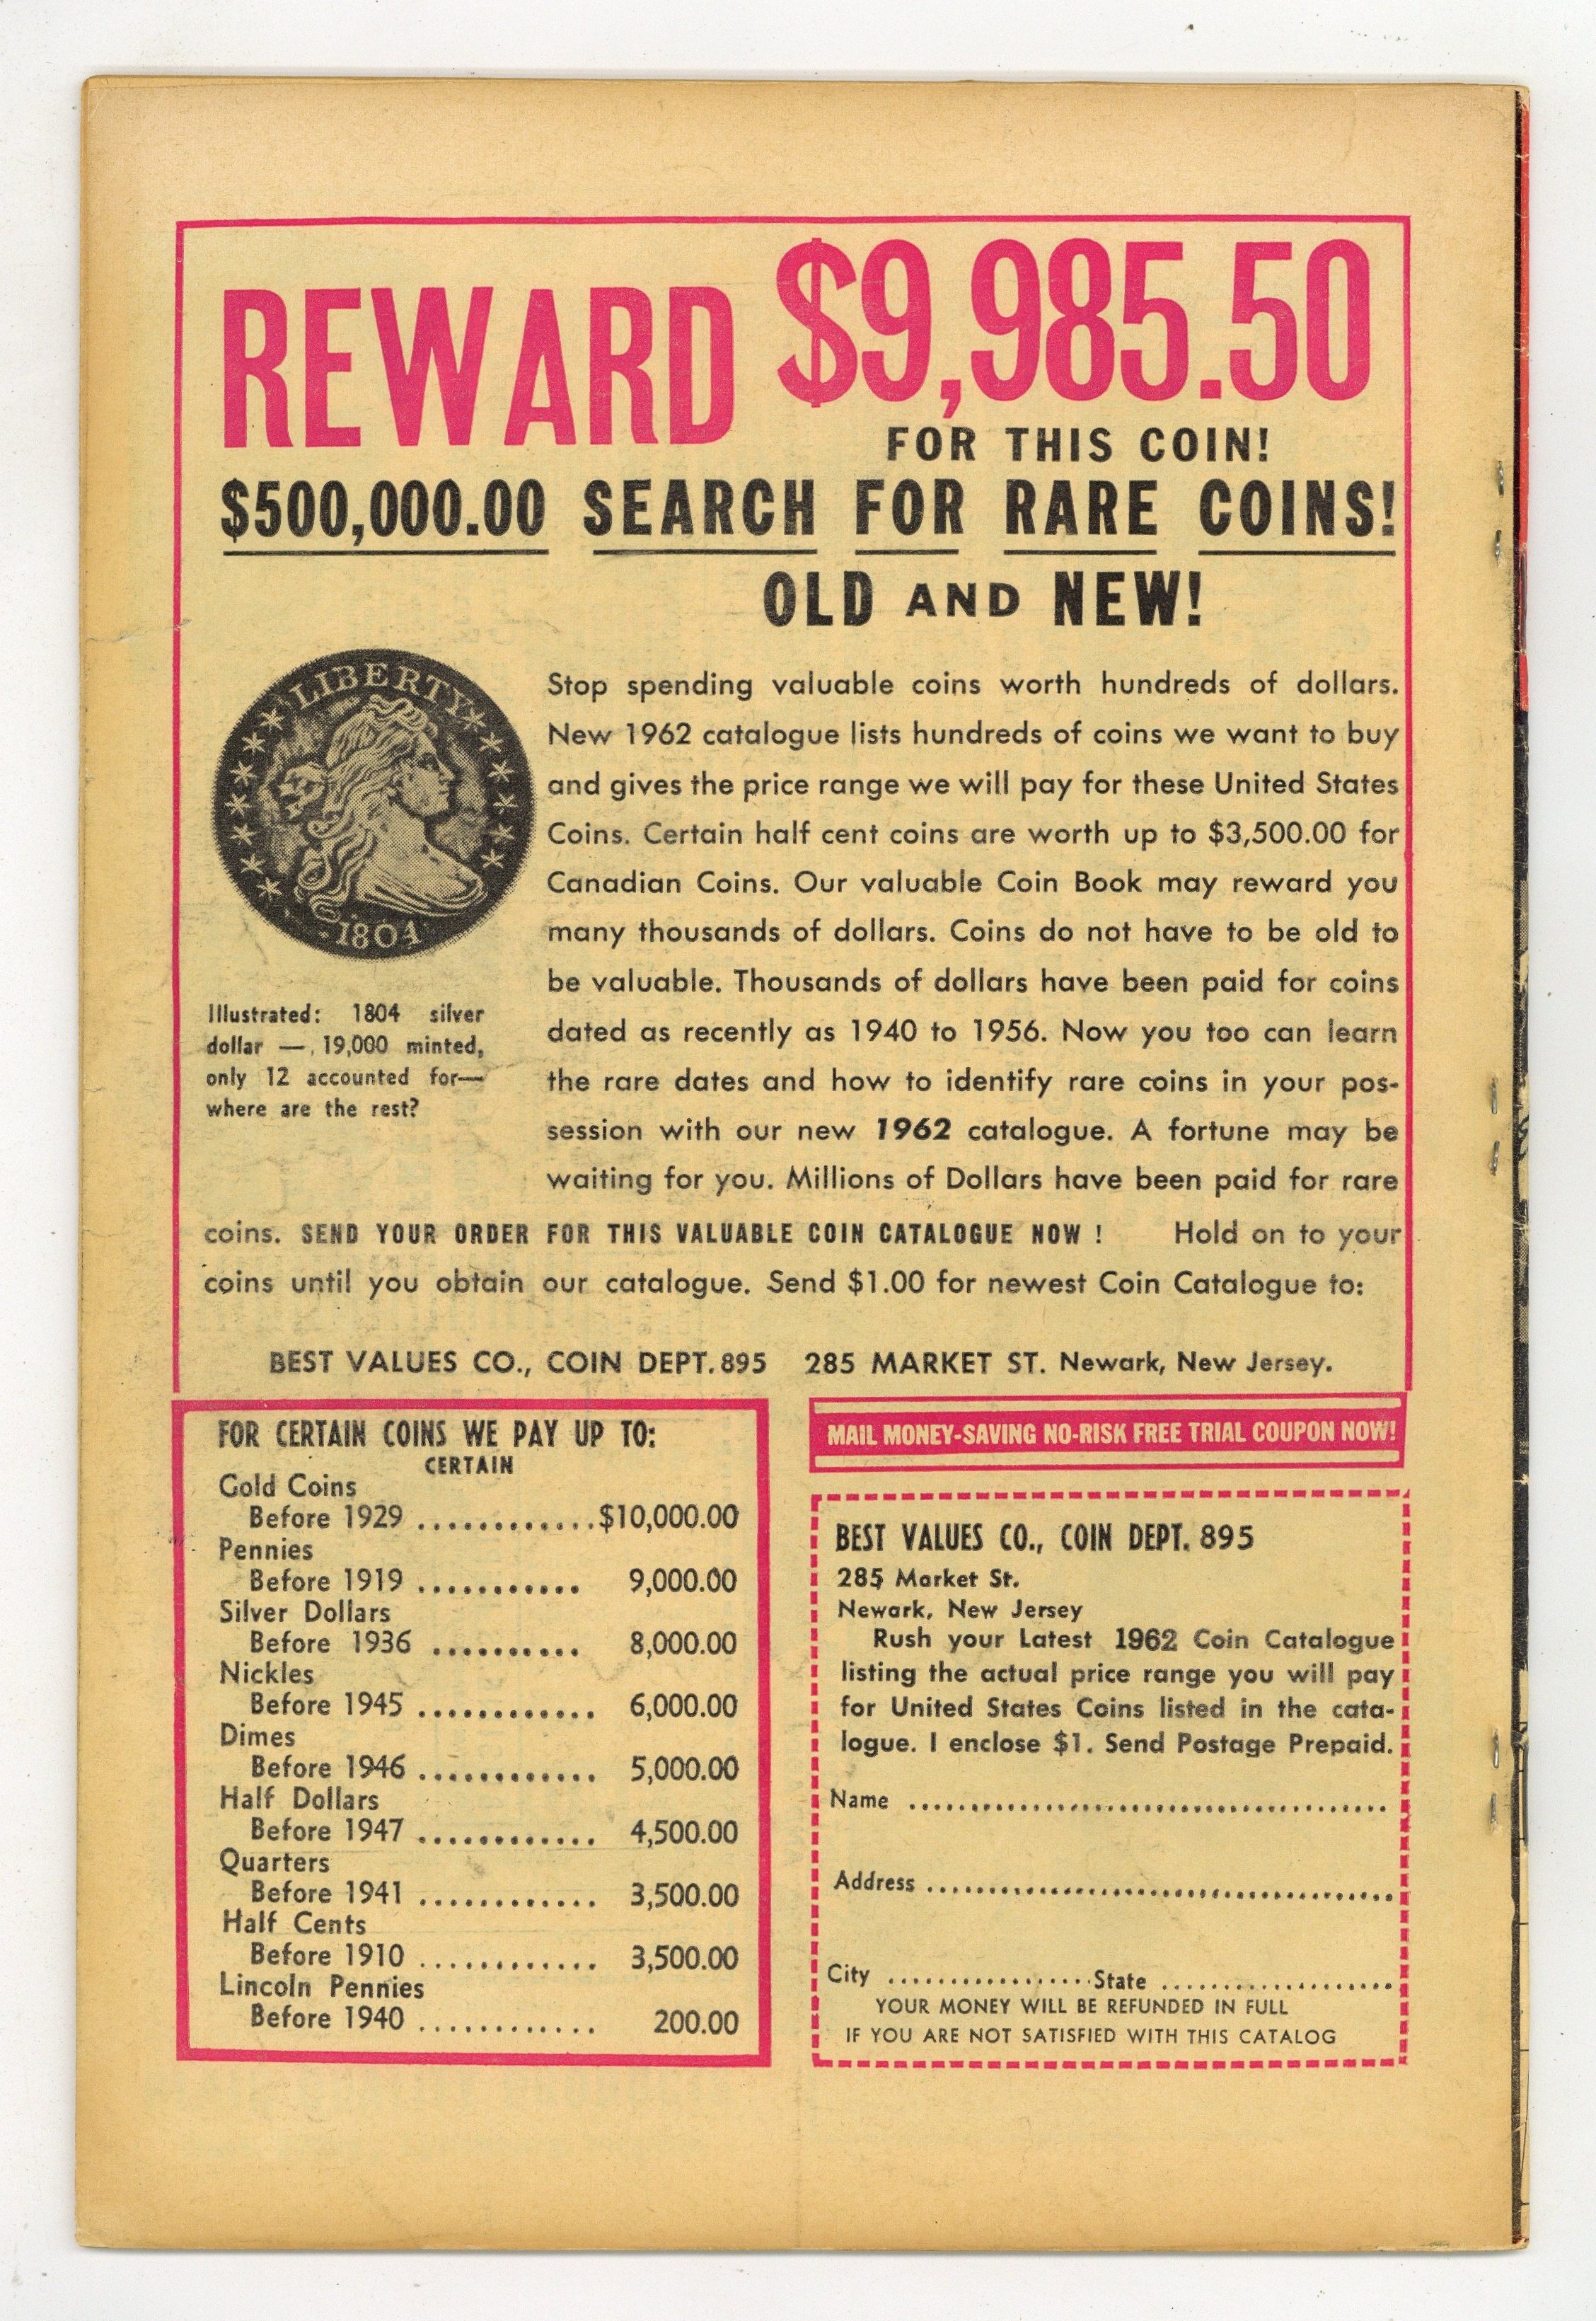 REWARD $9,985.50
FOR THIS COIN!
$500,000.00 SEARCH FOR RARE COINS!
OLD AND NEW!
LIBERTY
1804
Illustrated: 1804 silver
dollar — 19,000 minted,
only 12 accounted for—
where are the rest?
Stop spending valuable coins worth hundreds of dollars.
New 1962 catalogue lists hundreds of coins we want to buy
and gives the price range we will pay for these United States
Coins. Certain half cent coins are worth up to $3,500.00 for
Canadian Coins. Our valuable Coin Book may reward you
many thousands of dollars. Coins do not have to be old to
be valuable. Thousands of dollars have been paid for coins
dated as recently as 1940 to 1956. Now you too can learn
the rare dates and how to identify rare coins in your pos-
session with our new 1962 catalogue. A fortune may be
waiting for you. Millions of Dollars have been paid for rare
coins. SEND YOUR ORDER FOR THIS VALUABLE COIN CATALOGUE NOW ! Hold on to your
coins until you obtain our catalogue. Send $1.00 for newest Coin Catalogue to:
BEST VALUES CO., COIN DEPT. 895 285 MARKET ST. Newark, New Jersey.
FOR CERTAIN COINS WE PAY UP TO:
CERTAIN
Gold Coins
Before 1929 ............$10,000.00
Pennies
Before 1919 ........... 9,000.00
Silver Dollars
Before 1936 .......... 8,000.00
Nickles
Before 1945 ............ 6,000.00
Dimes
Before 1946 ............ 5,000.00
Half Dollars
Before 1947 ............ 4,500.00
Quarters
Before 1941 ............ 3,500.00
Half Cents
Before 1910 ............ 3,500.00
Lincoln Pennies
Before 1940 ............ 200.00
MAIL MONEY-SAVING NO-RISK FREE TRIAL COUPON NOW!
BEST VALUES CO., COIN DEPT. 895
285 Market St.
Newark, New Jersey
Rush your Latest 1962 Coin Catalogue
listing the actual price range you will pay
for United States Coins listed in the cata-
logue. I enclose $1. Send Postage Prepaid.
Name ......................................
Address ......................................
City .................State ...................
YOUR MONEY WILL BE REFUNDED IN FULL
IF YOU ARE NOT SATISFIED WITH THIS CATALOG